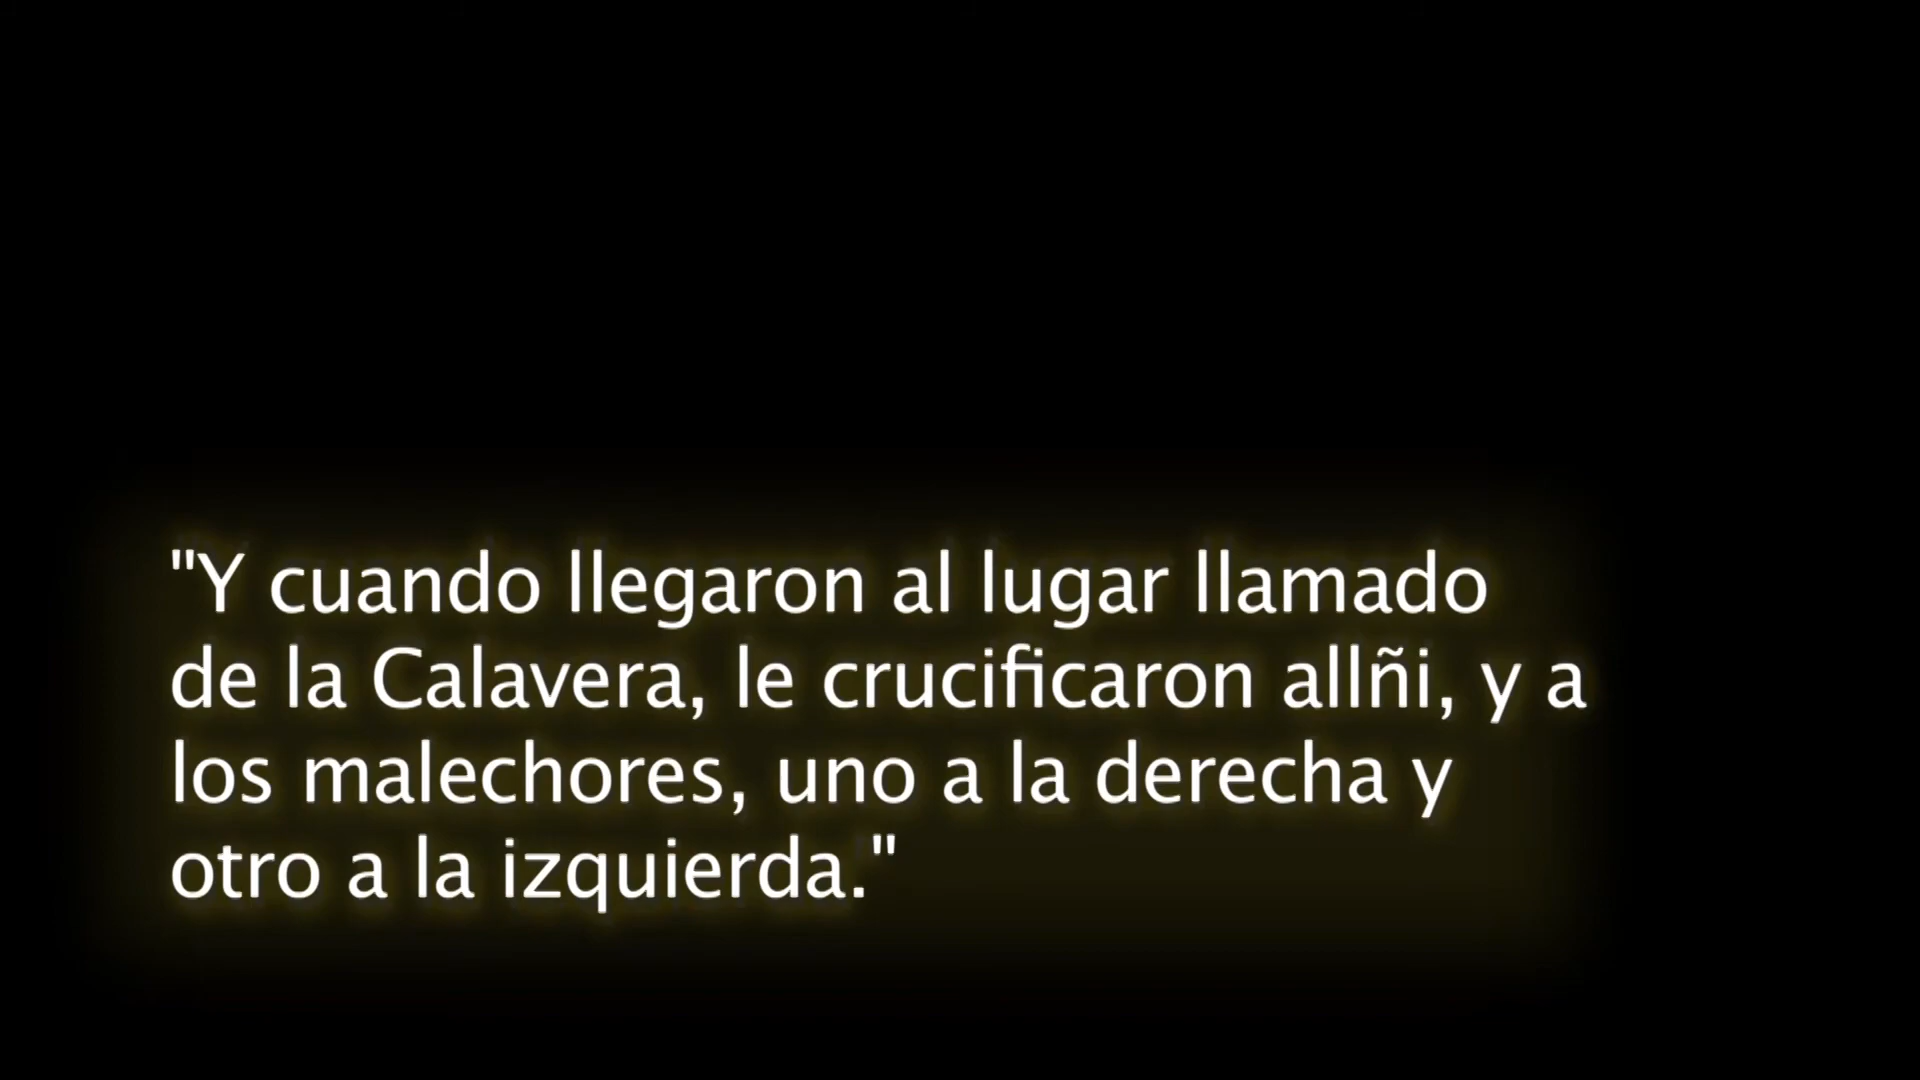 "Y cuando llegaron al lugar llamado
de la Calavera, le crucificaron allñi, y a
los malechores, uno a la derecha y
otro a la izquierda."